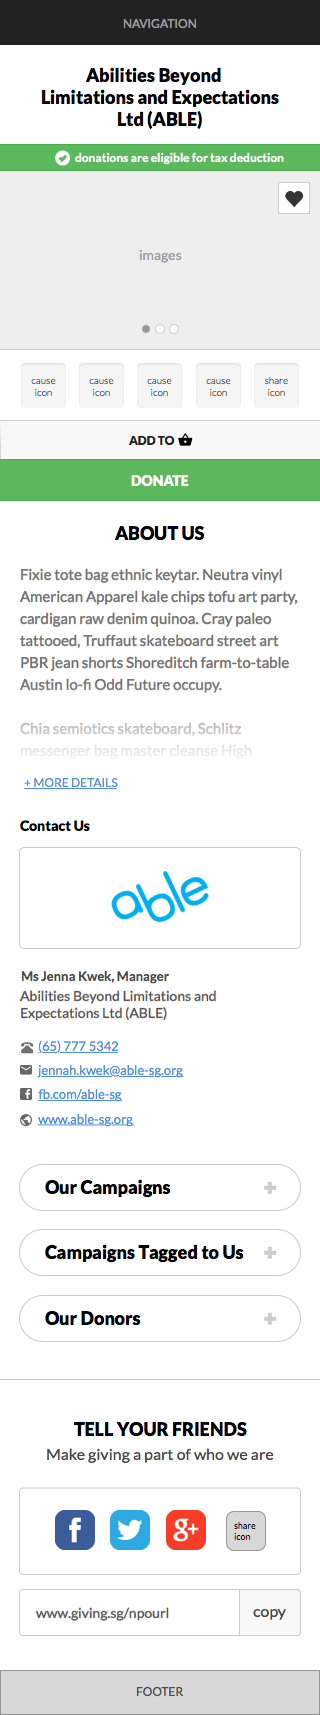 NAVIGATION
Abilities Beyond
Limitations and Expectations
Ltd (ABLE)
donations are eligible for tax deduction
images
cause
icon
cause
icon
cause
icon
cause
icon
share
icon
ADD TO
DONATE
ABOUT US
Fixie tote bag ethnic keytar. Neutra vinyl
American Apparel kale chips tofu art party,
cardigan raw denim quinoa. Cray paleo
tattooed, Truffaut skateboard street art
PBR jean shorts Shoreditch farm-to-table
Austin lo-fi Odd Future occupy.
Chia semiotics skateboard, Schlitz
messenger bag master cleanse High
+ MORE DETAILS
Contact Us
able
Ms Jenna Kwek, Manager
Abilities Beyond Limitations and
Expectations Ltd (ABLE)
(65) 777 5342
jennah.kwek@able-sg.org
fb.com/able-sg
www.able-sg.org
Our Campaigns +
Campaigns Tagged to Us +
Our Donors +
TELL YOUR FRIENDS
Make giving a part of who we are
f
g+
share
icon
www.giving.sg/npourl
copy
FOOTER